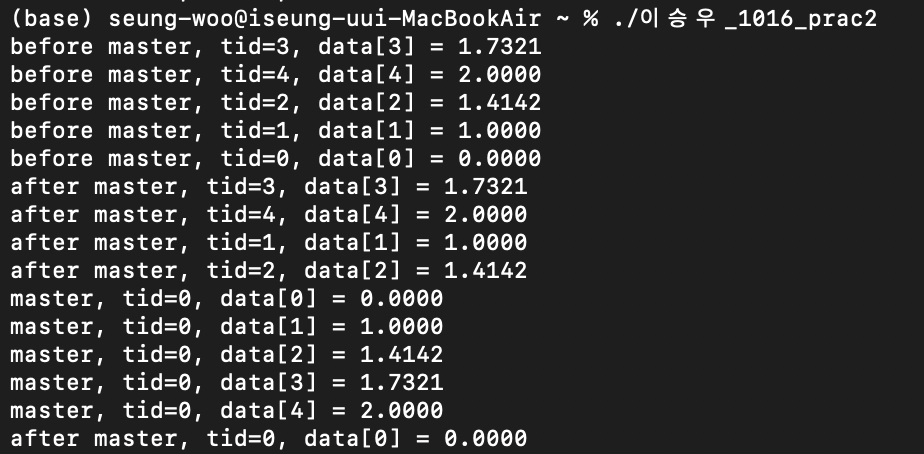 (base) seung-woo@iseung-uui-MacBookAir ~ % ./이승우_1016_prac2
before master, tid=3, data[3] = 1.7321
before master, tid=4, data[4] = 2.0000
before master, tid=2, data[2] = 1.4142
before master, tid=1, data[1] = 1.0000
before master, tid=0, data[0] = 0.0000
after master, tid=3, data[3] = 1.7321
after master, tid=4, data[4] = 2.0000
after master, tid=1, data[1] = 1.0000
after master, tid=2, data[2] = 1.4142
master, tid=0, data[0] = 0.0000
master, tid=0, data[1] = 1.0000
master, tid=0, data[2] = 1.4142
master, tid=0, data[3] = 1.7321
master, tid=0, data[4] = 2.0000
after master, tid=0, data[0] = 0.0000